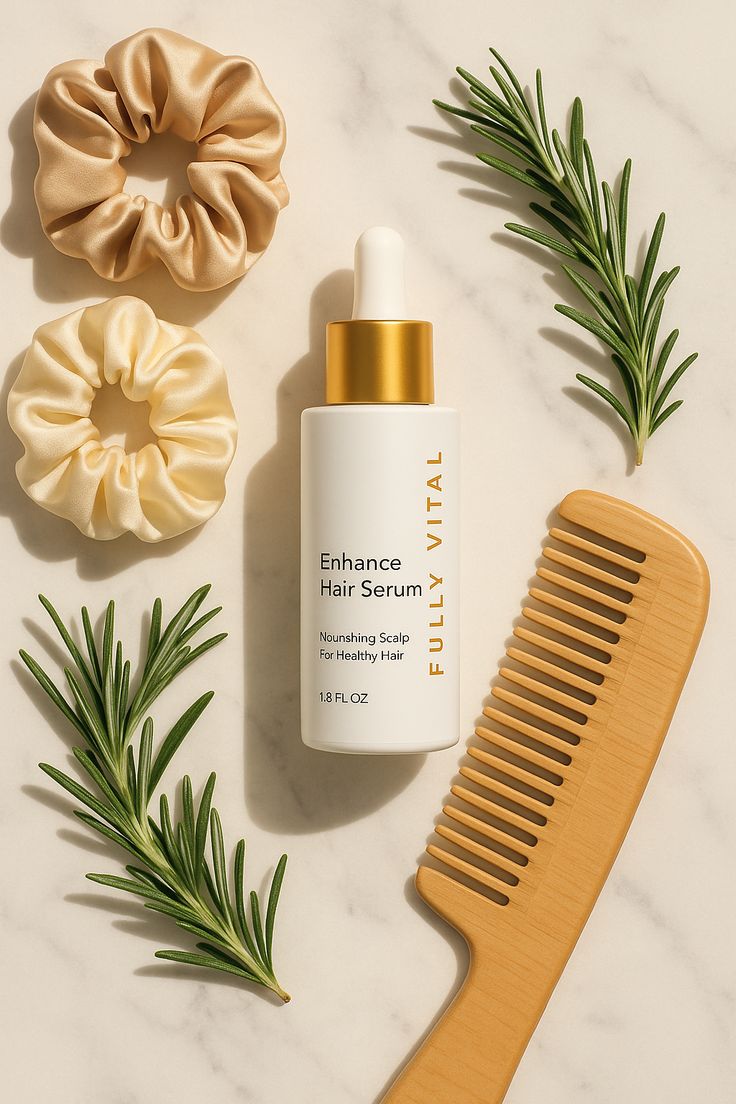 Enhance
Hair Serum
Nounshing Scalp
For Healthy Hair
1.8 FL OZ
FULLY VITAL